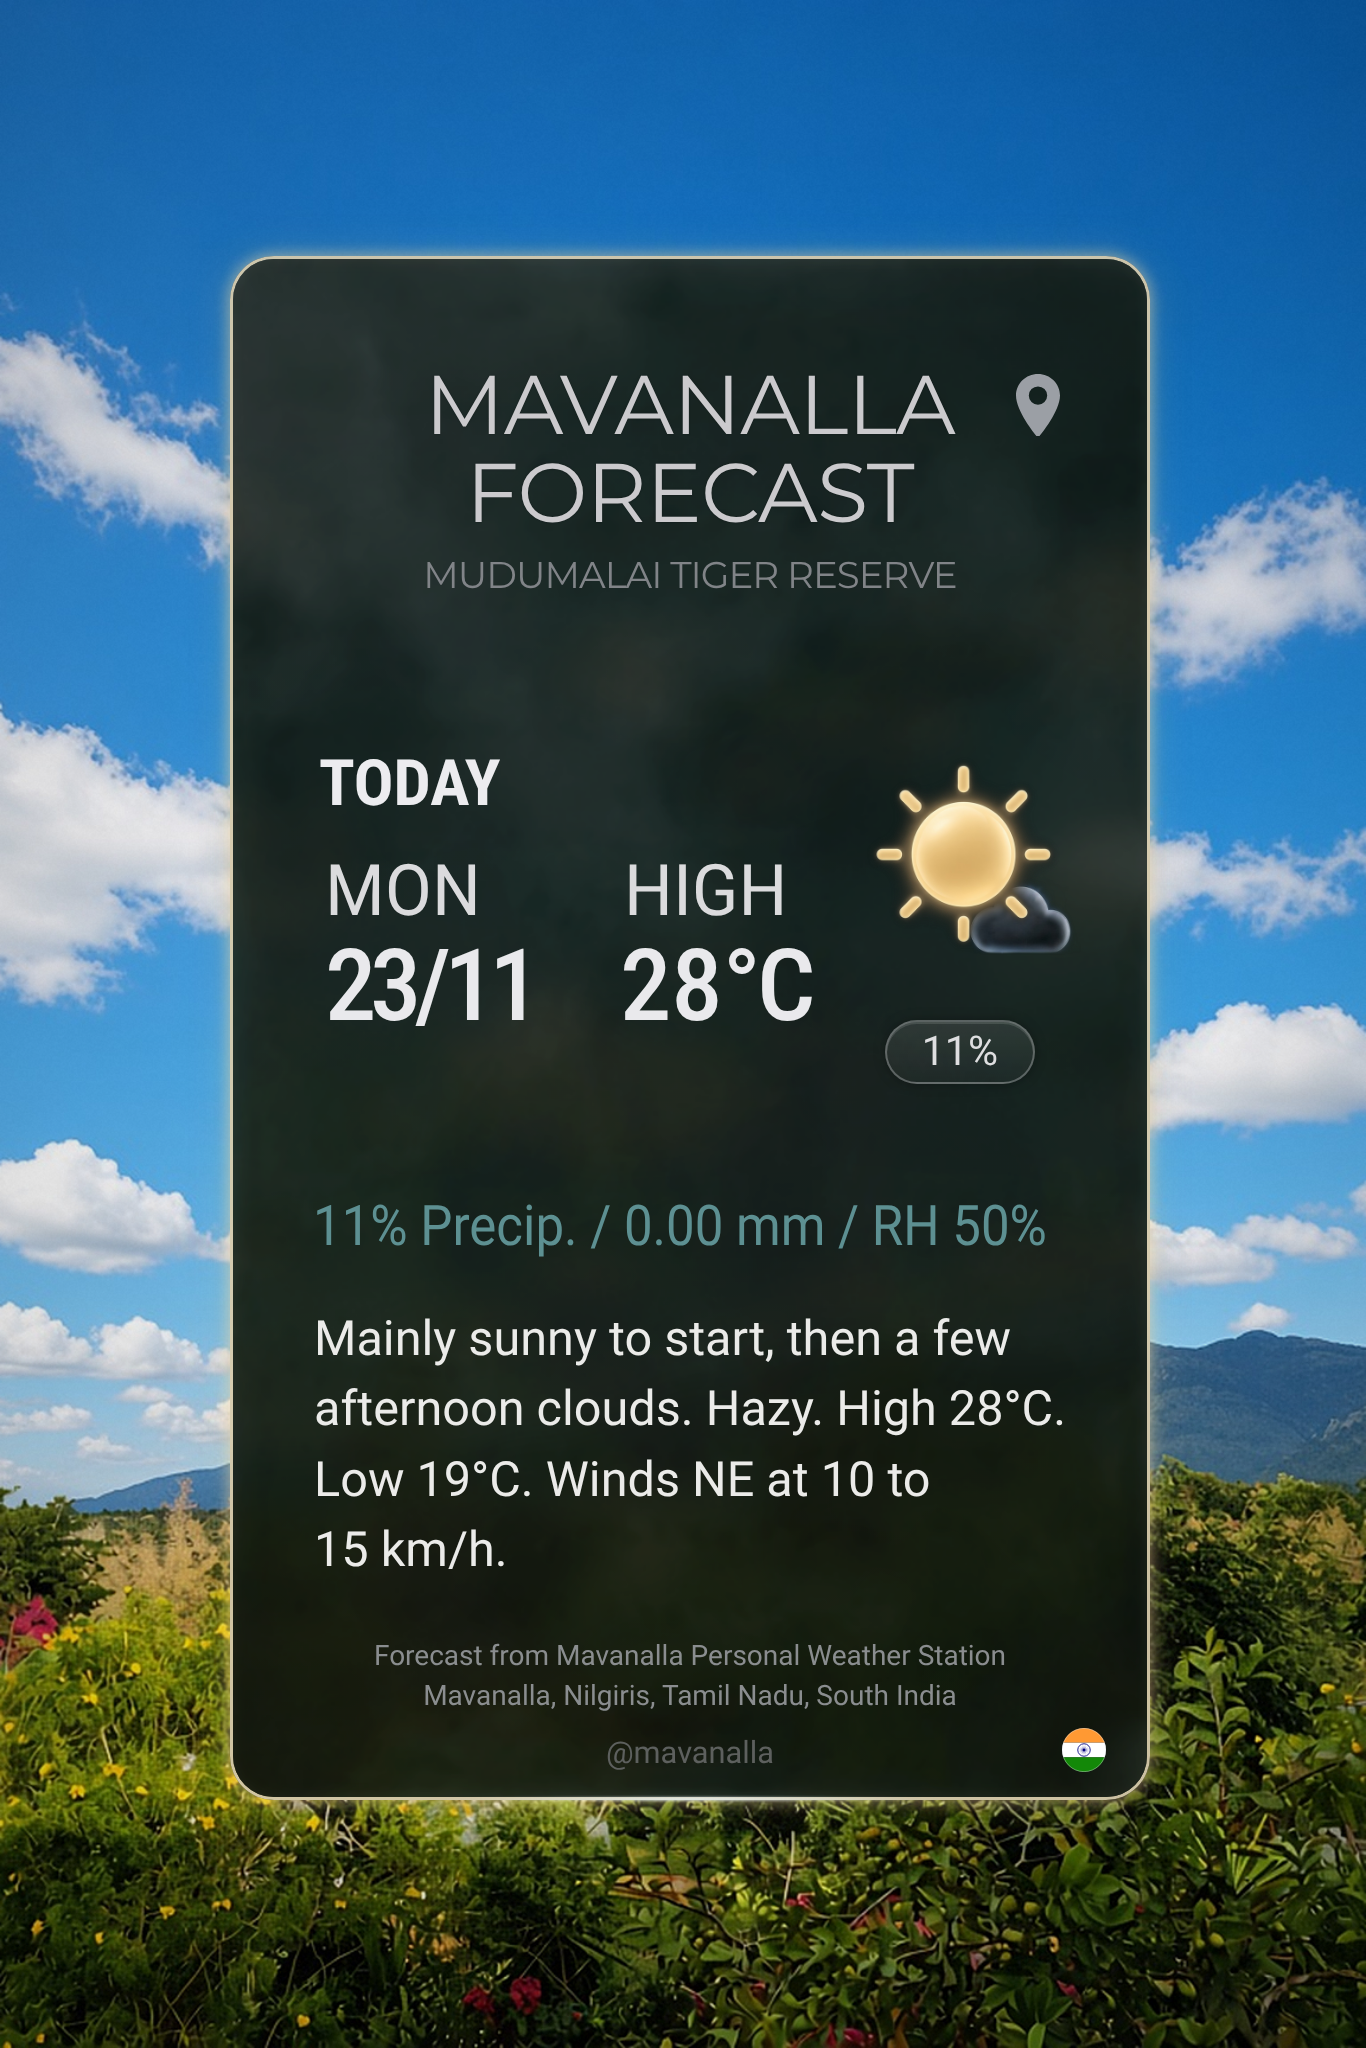 MAVANALLA
FORECAST
MUDUMALAI TIGER RESERVE
TODAY
MON
23/11
HIGH
28°C
11%
11% Precip. / 0.00 mm / RH 50%
Mainly sunny to start, then a few
afternoon clouds. Hazy. High 28°C.
Low 19°C. Winds NE at 10 to
15 km/h.
Forecast from Mavanalla Personal Weather Station
Mavanalla, Nilgiris, Tamil Nadu, South India
@mavanalla